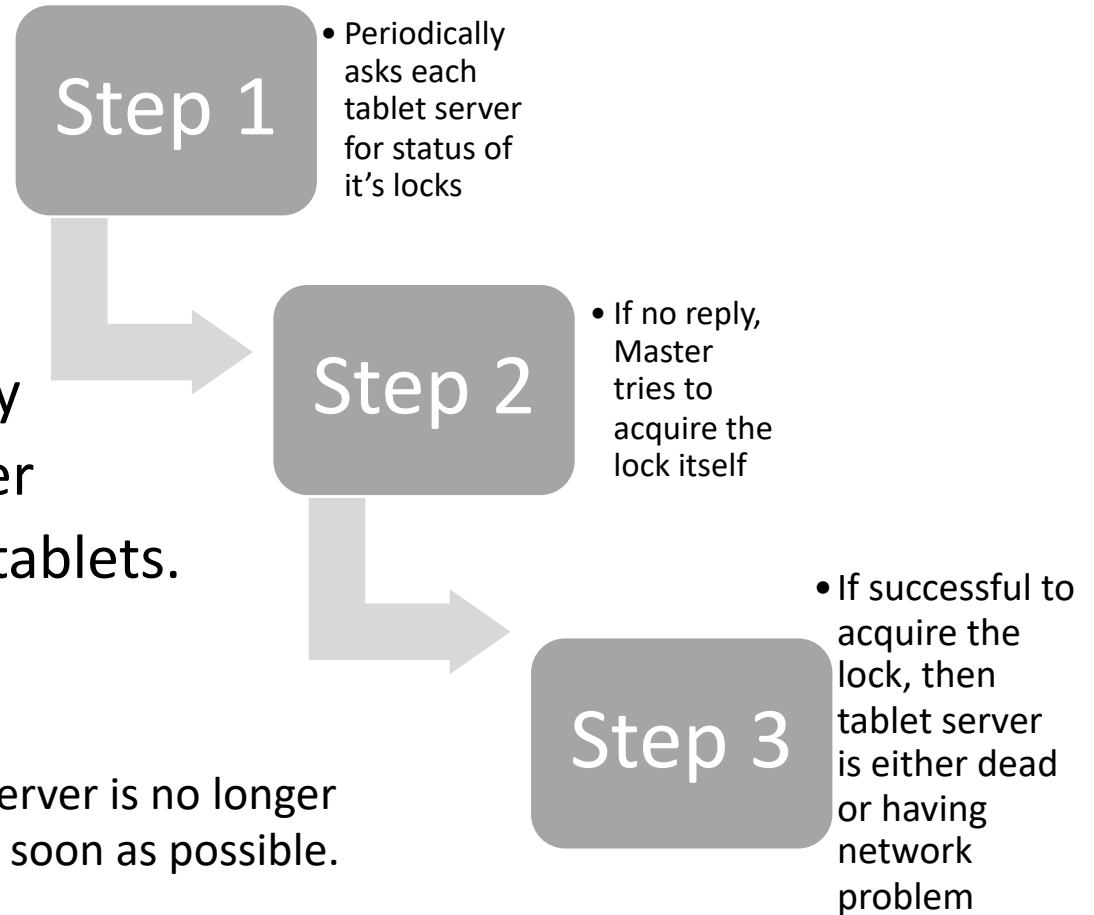 Step 1
• Periodically
asks each
tablet server
for status of
it’s locks
Step 2
• If no reply,
Master
tries to
acquire the
lock itself
y
er
tablets.
Step 3
• If successful to
acquire the
lock, then
tablet server
is either dead
or having
network
problem
erver is no longer
soon as possible.